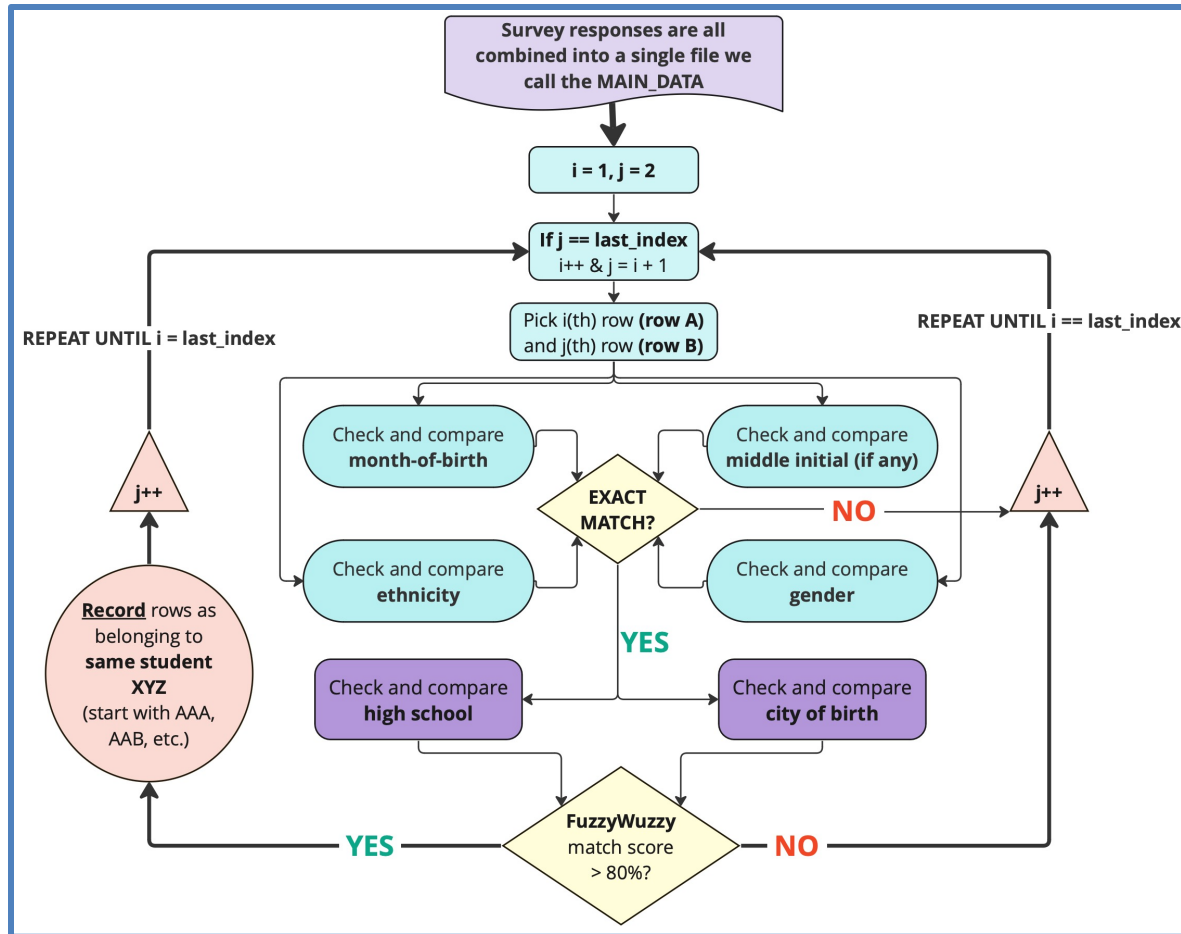 Survey responses are all
combined into a single file we
call the MAIN_DATA
i = 1, j = 2
If j == last_index
i++ & j = i + 1
Pick i(th) row (row A)
and j(th) row (row B)
REPEAT UNTIL i = last_index
REPEAT UNTIL i == last_index
Check and compare
month-of-birth
Check and compare
middle initial (if any)
j++
EXACT
MATCH?
NO
j++
Check and compare
ethnicity
Check and compare
gender
Record rows as
belonging to
same student
XYZ
(start with AAA,
AAB, etc.)
YES
Check and compare
high school
Check and compare
city of birth
FuzzyWuzzy
match score
> 80%?
YES
NO